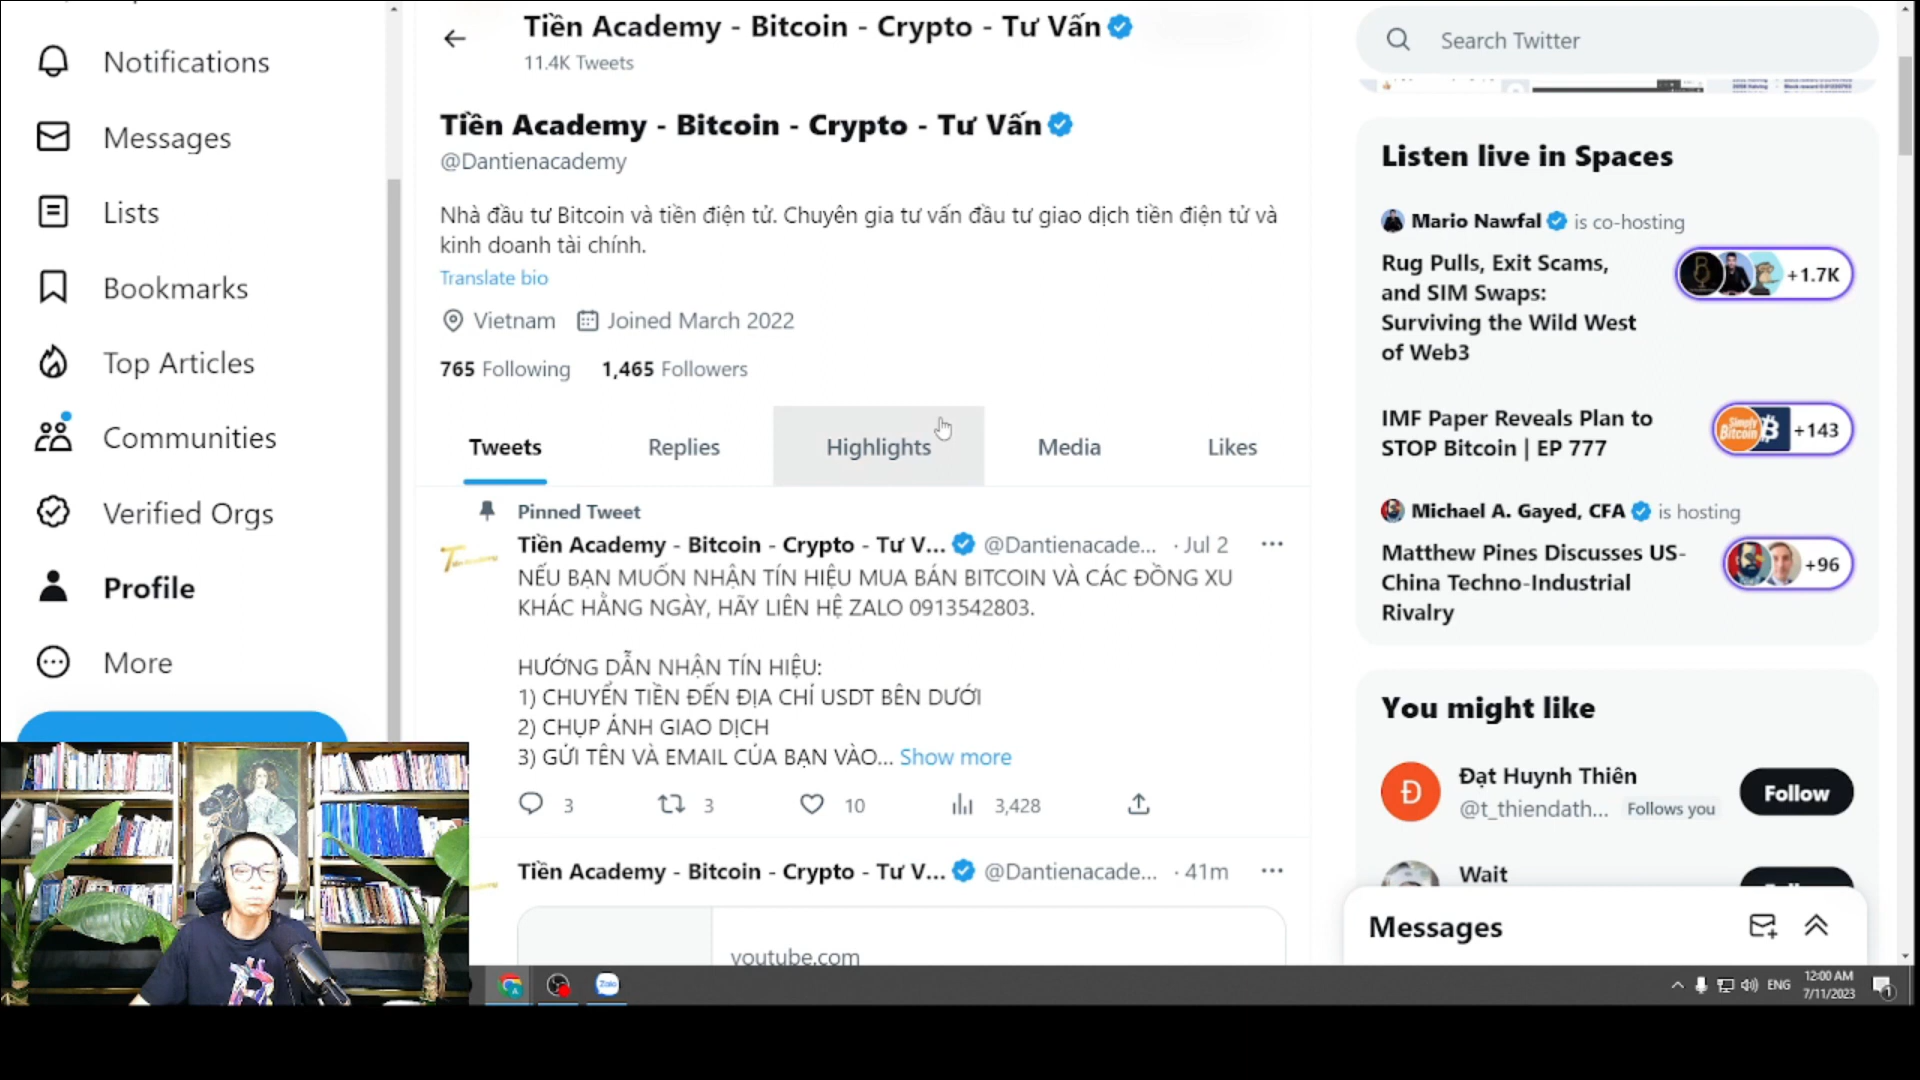 Notifications
Messages
Lists
Bookmarks
Top Articles
Communities
Verified Orgs
Profile
More
Tiền Academy - Bitcoin - Crypto - Tư Vấn
11.4K Tweets
Tiền Academy - Bitcoin - Crypto - Tư Vấn
@Dantienacademy
Nhà đầu tư Bitcoin và tiền điện tử. Chuyên gia tư vấn đầu tư giao dịch tiền điện tử và
kinh doanh tài chính.
Translate bio
Vietnam Joined March 2022
765 Following 1,465 Followers
Tweets Replies Highlights Media Likes
Pinned Tweet
Tiền Academy - Bitcoin - Crypto - Tư V... @Dantienacade... · Jul 2
NẾU BẠN MUỐN NHẬN TÍN HIỆU MUA BÁN BITCOIN VÀ CÁC ĐỒNG XU
KHÁC HẰNG NGÀY, HÃY LIÊN HỆ ZALO 0913542803.
HƯỚNG DẪN NHẬN TÍN HIỆU:
1) CHUYỂN TIỀN ĐẾN ĐỊA CHỈ USDT BÊN DƯỚI
2) CHỤP ẢNH GIAO DỊCH
3) GỬI TÊN VÀ EMAIL CỦA BẠN VÀO... Show more
3 3 10 3,428
Tiền Academy - Bitcoin - Crypto - Tư V... @Dantienacade... · 41m
youtube.com
Search Twitter
Listen live in Spaces
Mario Nawfal is co-hosting
Rug Pulls, Exit Scams,
and SIM Swaps:
Surviving the Wild West
of Web3
+1.7K
IMF Paper Reveals Plan to
STOP Bitcoin | EP 777
Simply
Bitcoin
+143
Michael A. Gayed, CFA is hosting
Matthew Pines Discusses US-
China Techno-Industrial
Rivalry
+96
You might like
Đ
Đạt Huynh Thiên
@t_thiendath... Follows you
Follow
Wait
Messages
Zalo
ENG
12:00 AM
7/11/2023
1